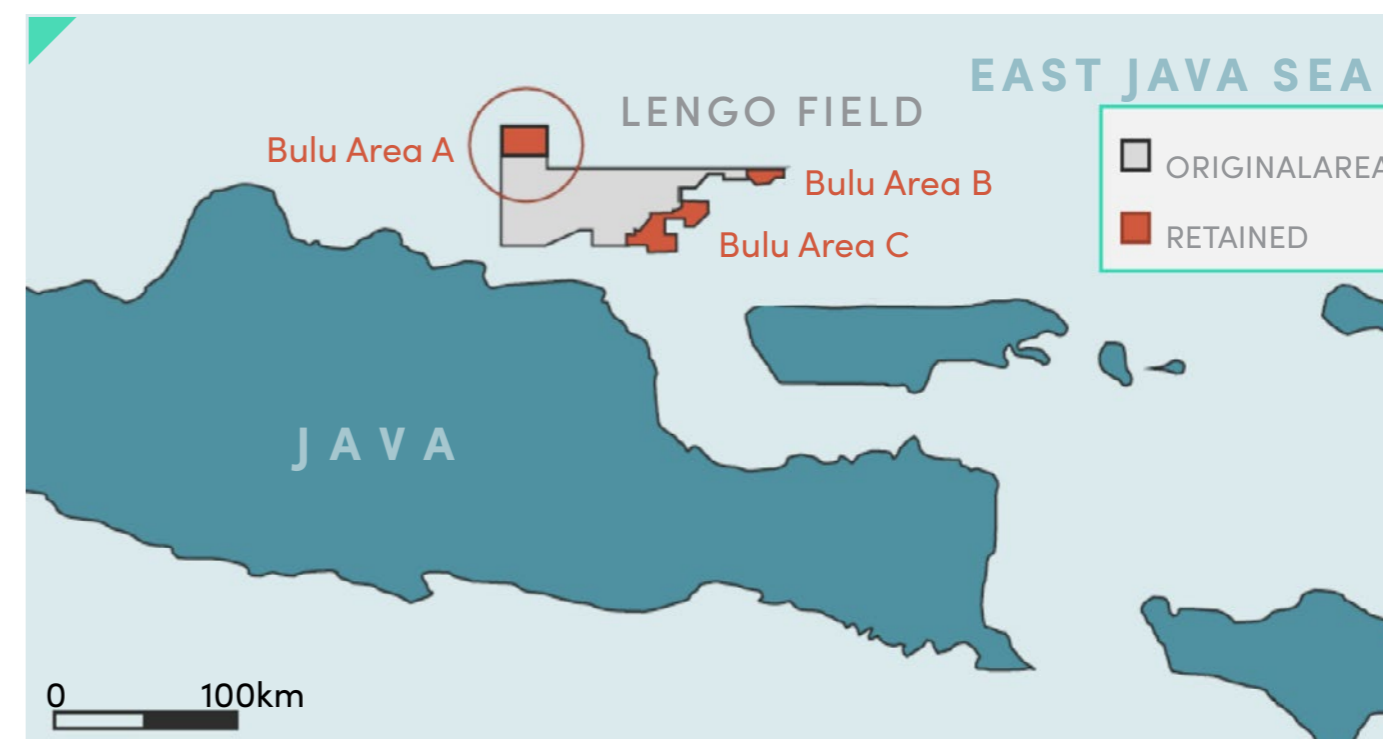 EAST JAVA SEA
LENGO FIELD
Bulu Area A
Bulu Area B
Bulu Area C
ORIGINALAREA
RETAINED
JAVA
0 100km